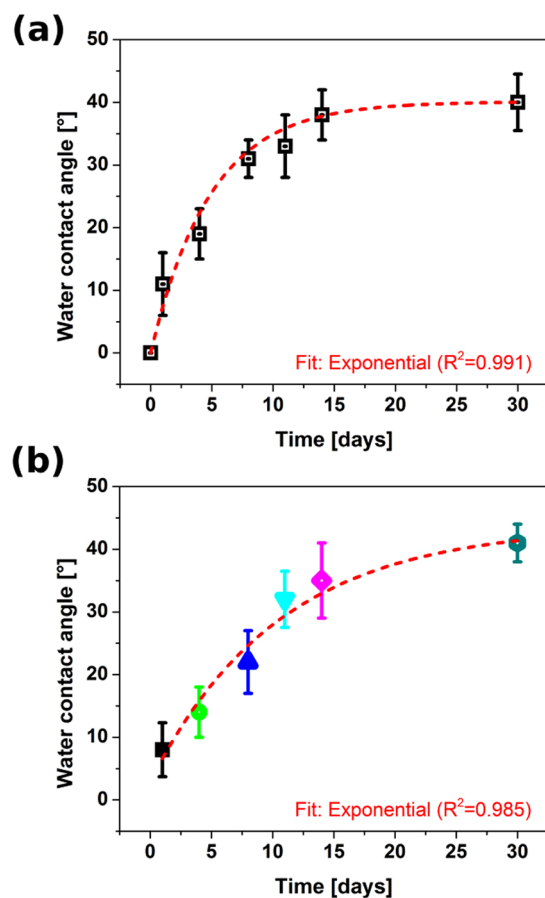 (a)
50
40
30
20
10
0
Water contact angle [°]
Fit: Exponential (R²=0.991)
0 5 10 15 20 25 30
Time [days]
(b)
50
40
30
20
10
0
Water contact angle [°]
Fit: Exponential (R²=0.985)
0 5 10 15 20 25 30
Time [days]